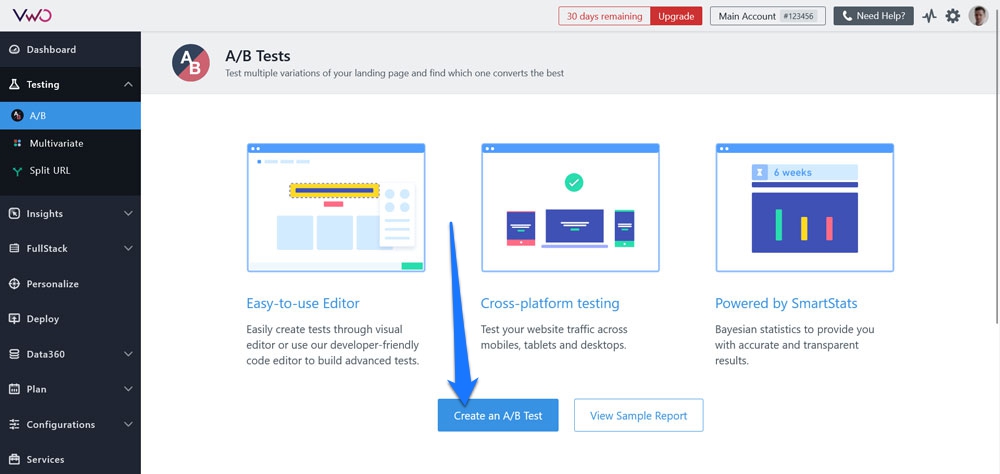 VWO
30 days remaining
Upgrade
Main Account #123456
Need Help?
Dashboard
Testing
A/B
Multivariate
Split URL
Insights
FullStack
Personalize
Deploy
Data360
Plan
Configurations
Services
A
B
A/B Tests
Test multiple variations of your landing page and find which one converts the best
6 weeks
Easy-to-use Editor
Easily create tests through visual
editor or use our developer-friendly
code editor to build advanced tests.
Cross-platform testing
Test your website traffic across
mobiles, tablets and desktops.
Powered by SmartStats
Bayesian statistics to provide you
with accurate and transparent
results.
Create an A/B Test
View Sample Report